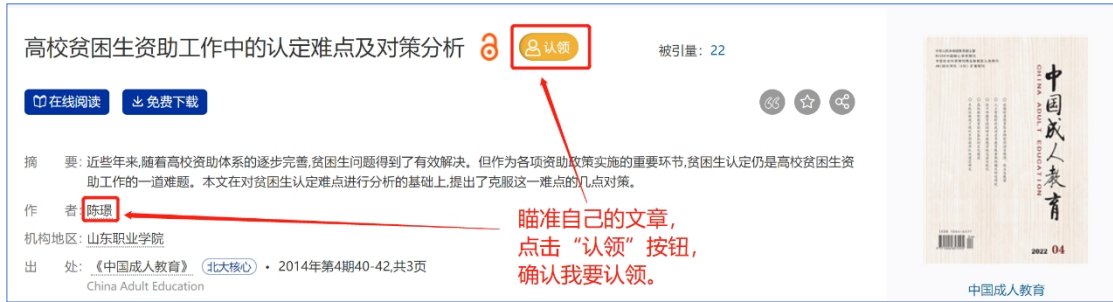 高校贫困生资助工作中的认定难点及对策分析 认领 被引量：22
在线阅读 免费下载
摘 要：近些年来,随着高校资助体系的逐步完善,贫困生问题得到了有效解决。但作为各项资助政策实施的重要环节,贫困生认定仍是高校贫困生资
助工作的一道难题。本文在对贫困生认定难点进行分析的基础上,提出了克服这一难点的几点对策。
作 者：陈璟
机构地区：山东职业学院
出 处：《中国成人教育》 北大核心 • 2014年第4期40-42,共3页
China Adult Education
瞄准自己的文章，
点击“认领”按钮，
确认我要认领。
中国成人教育
CHINA ADULT EDUCATION
2022 04
中国成人教育